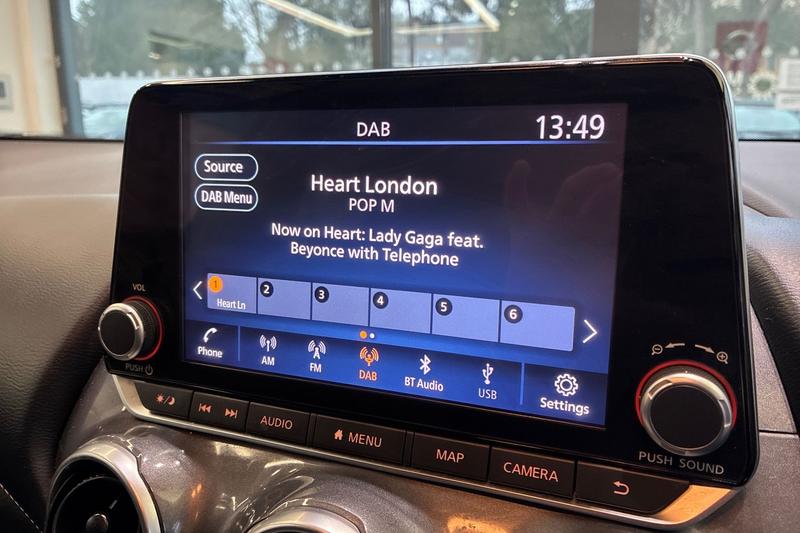 DAB
13:49
Source
DAB Menu
Heart London
POP M
Now on Heart: Lady Gaga feat.
Beyonce with Telephone
1
Heart Ln
2
3
4
5
6
Phone
AM
FM
DAB
BT Audio
USB
Settings
VOL
PUSH
AUDIO
MENU
MAP
CAMERA
PUSH SOUND